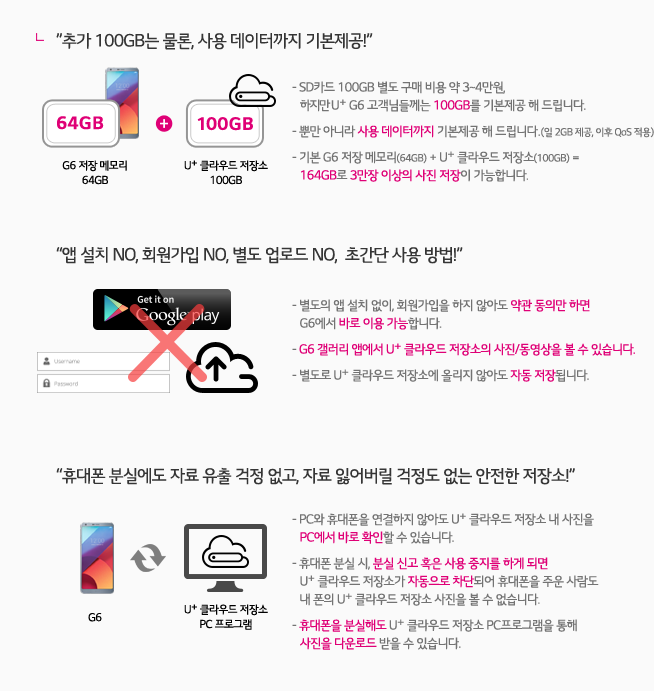 “추가 100GB는 물론, 사용 데이터까지 기본제공!”
64GB
100GB
G6 저장 메모리
64GB
U⁺ 클라우드 저장소
100GB
- SD카드 100GB 별도 구매 비용 약 3~4만원,
하지만U⁺ G6 고객님들께는 100GB를 기본제공 해 드립니다.
- 뿐만 아니라 사용 데이터까지 기본제공 해 드립니다.(일 2GB 제공, 이후 QoS 적용)
- 기본 G6 저장 메모리(64GB) + U⁺ 클라우드 저장소(100GB) =
164GB로 3만장 이상의 사진 저장이 가능합니다.
“앱 설치 NO, 회원가입 NO, 별도 업로드 NO, 초간단 사용 방법!”
Get it on
Google play
Username
Password
- 별도의 앱 설치 없이, 회원가입을 하지 않아도 약관 동의만 하면
G6에서 바로 이용 가능합니다.
- G6 갤러리 앱에서 U⁺ 클라우드 저장소의 사진/동영상을 볼 수 있습니다.
- 별도로 U⁺ 클라우드 저장소에 올리지 않아도 자동 저장됩니다.
“휴대폰 분실에도 자료 유출 걱정 없고, 자료 잃어버릴 걱정도 없는 안전한 저장소!”
G6
U⁺ 클라우드 저장소
PC 프로그램
- PC와 휴대폰을 연결하지 않아도 U⁺ 클라우드 저장소 내 사진을
PC에서 바로 확인할 수 있습니다.
- 휴대폰 분실 시, 분실 신고 혹은 사용 중지를 하게 되면
U⁺ 클라우드 저장소가 자동으로 차단되어 휴대폰을 주운 사람도
내 폰의 U⁺ 클라우드 저장소 사진을 볼 수 없습니다.
- 휴대폰을 분실해도 U⁺ 클라우드 저장소 PC프로그램을 통해
사진을 다운로드 받을 수 있습니다.